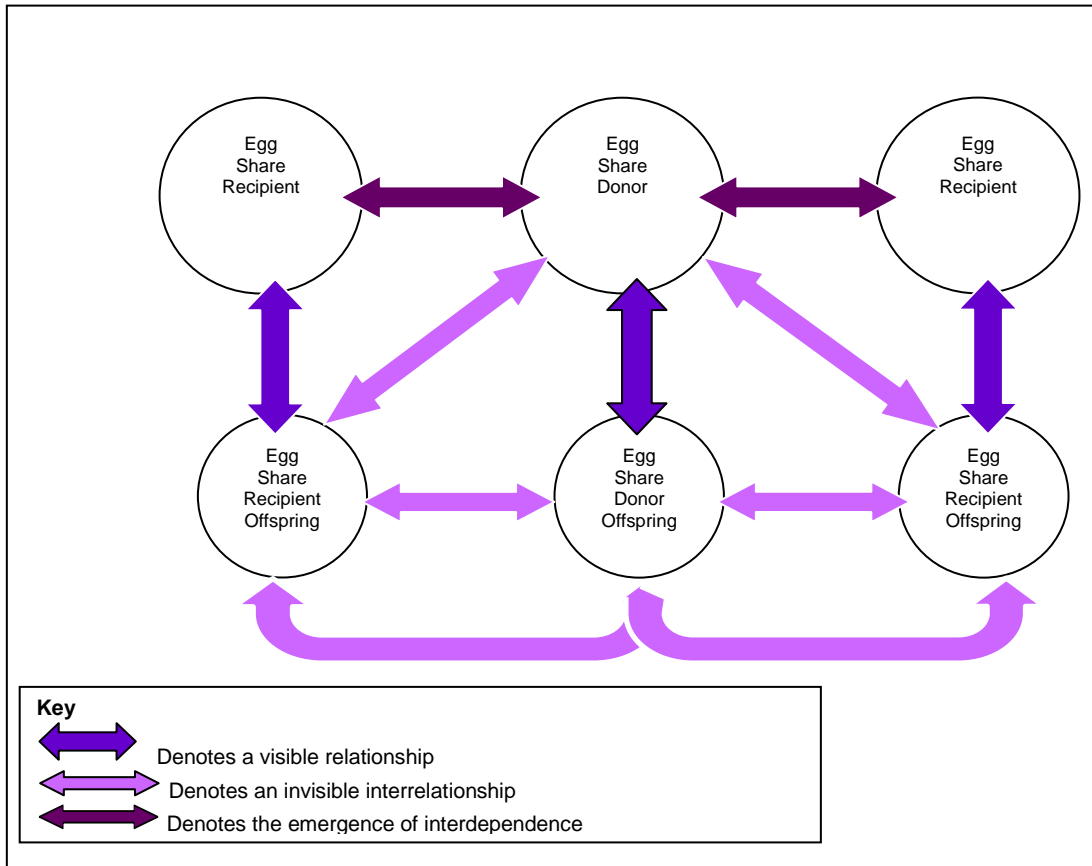 Egg
Share
Recipient
Egg
Share
Donor
Egg
Share
Recipient
Egg
Share
Recipient
Offspring
Egg
Share
Donor
Offspring
Egg
Share
Recipient
Offspring
Key
Denotes a visible relationship
Denotes an invisible interrelationship
Denotes the emergence of interdependence